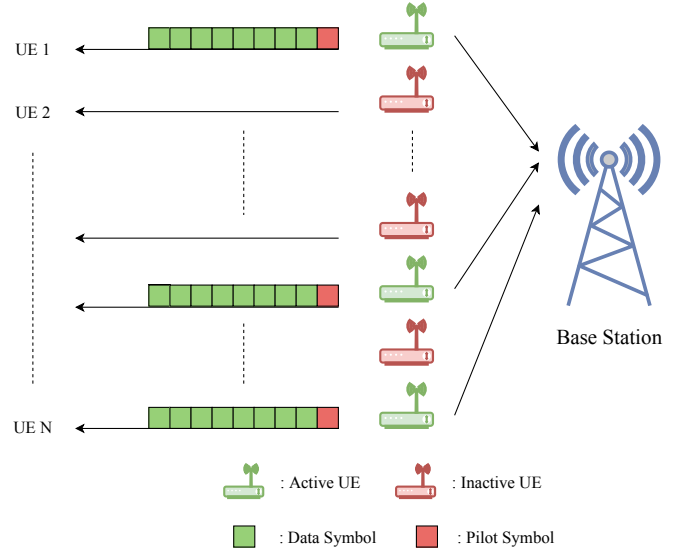 UE 1
UE 2
Base Station
UE N
: Active UE
: Inactive UE
: Data Symbol
: Pilot Symbol